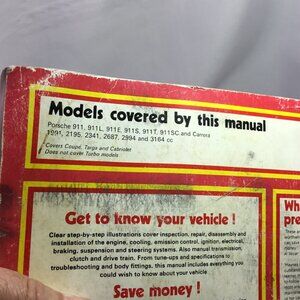 Models covered by this manual
Porsche 911, 911L, 911E, 911S, 911T, 911SC and Carrera
1991, 2195, 2341, 2687, 2994 and 3164 cc
Covers Coupé, Targa and Cabriolet
Does not cover Turbo models
Get to know your vehicle !
Clear step-by-step illustrations cover inspection, repair, disassembly and
installation of the engine, cooling, emission control, ignition, electrical,
braking, suspension and steering systems. Also manual transmission,
clutch and drive train. From tune-ups and specifications to
troubleshooting and body fittings, this manual includes everything you
could wish to know about your vehicle
Save money !